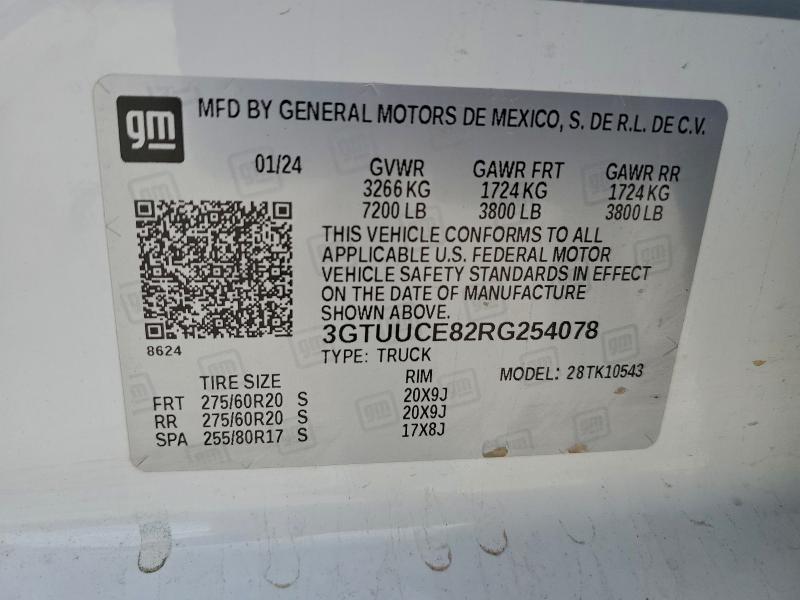 gm
MFD BY GENERAL MOTORS DE MEXICO, S. DE R.L. DE C.V.
01/24 GVWR GAWR FRT GAWR RR
3266 KG 1724 KG 1724 KG
7200 LB 3800 LB 3800 LB
THIS VEHICLE CONFORMS TO ALL
APPLICABLE U.S. FEDERAL MOTOR
VEHICLE SAFETY STANDARDS IN EFFECT
ON THE DATE OF MANUFACTURE
SHOWN ABOVE.
8624
3GTUUCE82RG254078
TYPE: TRUCK MODEL: 28TK10543
TIRE SIZE RIM
FRT 275/60R20 S 20X9J
RR 275/60R20 S 20X9J
SPA 255/80R17 S 17X8J